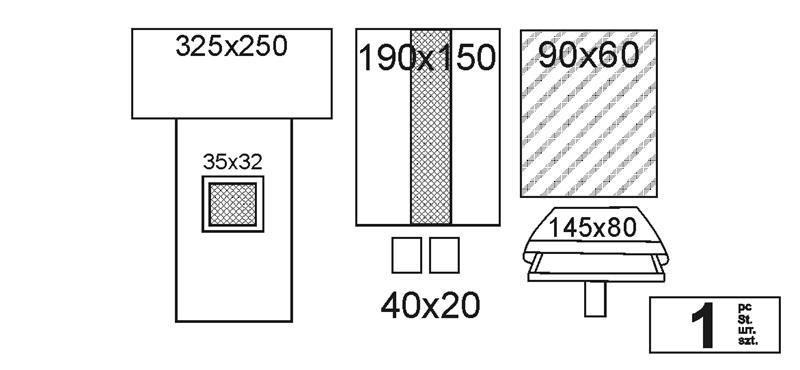 325x250
190x150
90x60
35x32
145x80
40x20
1
pc
St.
шт.
szt.